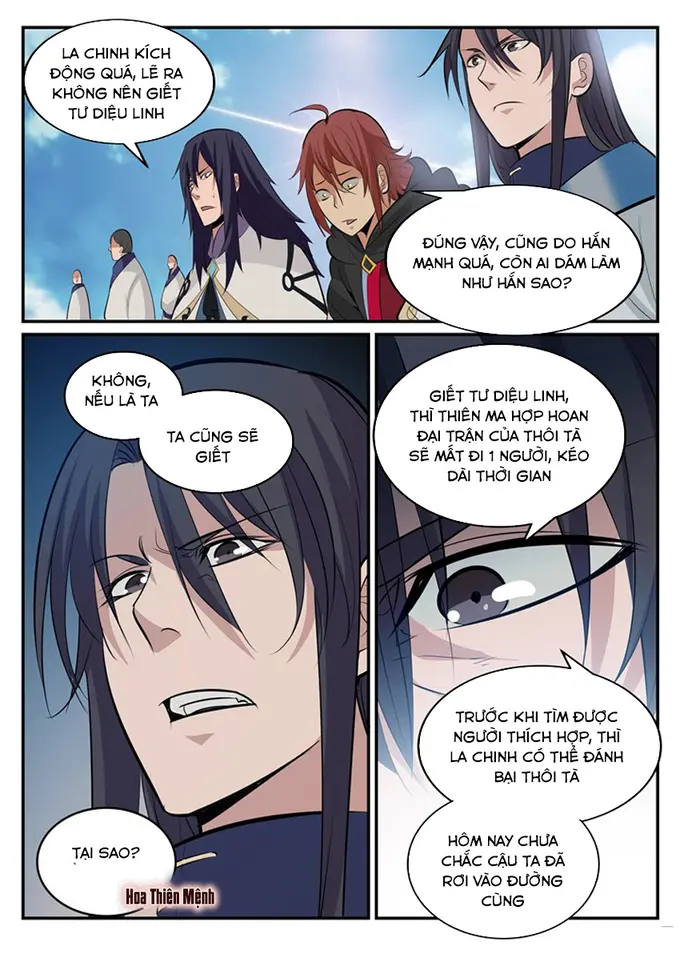 LA CHINH KÍCH
ĐỘNG QUÁ, LẼ RA
KHÔNG NÊN GIẾT
TƯ DIỆU LINH
ĐÚNG VẬY, CŨNG DO HẮN
MẠNH QUÁ, CÒN AI DÁM LÀM
NHƯ HẮN SAO?
KHÔNG,
NẾU LÀ TA
TA CŨNG SẼ
GIẾT
TẠI SAO?
Hoa Thiên Mệnh
GIẾT TƯ DIỆU LINH,
THÌ THIÊN MA HỢP HOAN
ĐẠI TRẬN CỦA THÔI TÀ
SẼ MẤT ĐI 1 NGƯỜI, KÉO
DÀI THỜI GIAN
TRƯỚC KHI TÌM ĐƯỢC
NGƯỜI THÍCH HỢP, THÌ
LA CHINH CÓ THỂ ĐÁNH
BẠI THÔI TÀ
HÔM NAY CHƯA
CHẮC CẬU TA ĐÃ
RƠI VÀO ĐƯỜNG
CÙNG